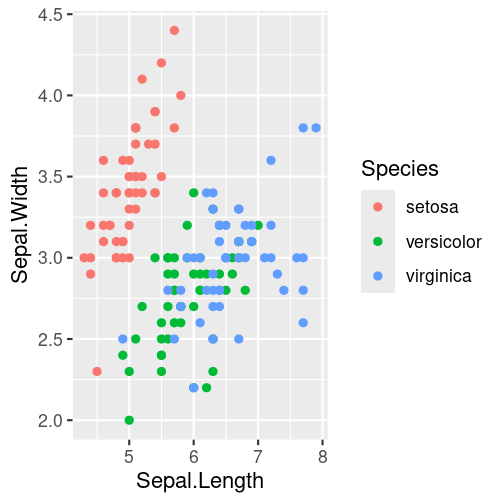 4.5
4.0
3.5
3.0
2.5
2.0
Sepal.Width
5 6 7 8
Sepal.Length
Species
setosa
versicolor
virginica